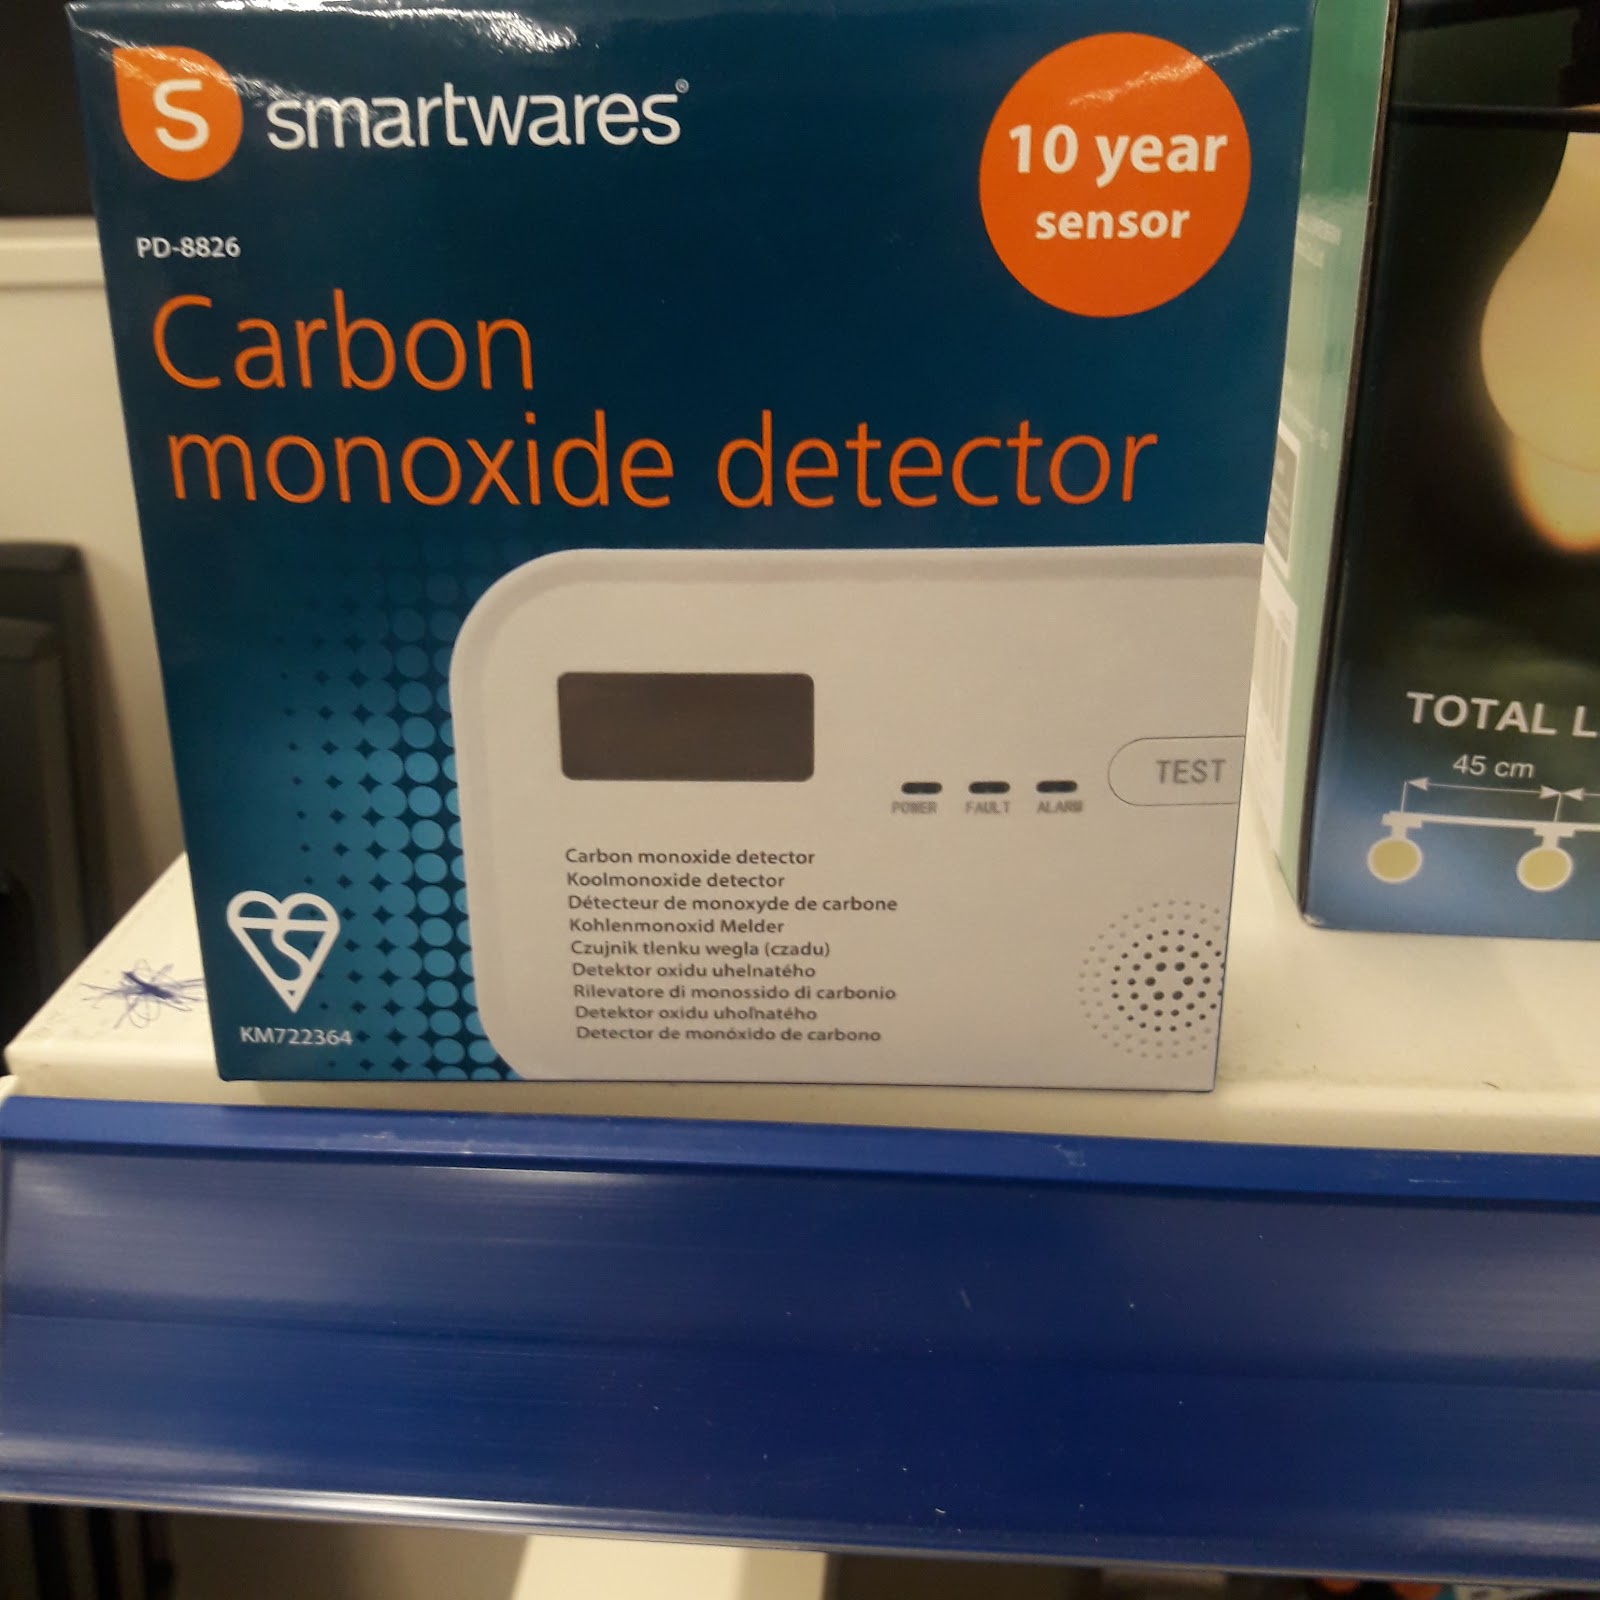 S smartwares®
10 year
sensor
PD-8826
Carbon
monoxide detector
TEST
POWER FAULT ALARM
Carbon monoxide detector
Koolmonoxide detector
Détecteur de monoxyde de carbone
Kohlenmonoxid Melder
Czujnik tlenku wegla (czadu)
Detektor oxidu uhelnatého
Rilevatore di monossido di carbonio
Detektor oxidu uhoľnatého
Detector de monóxido de carbono
KM722364
TOTAL L
45 cm